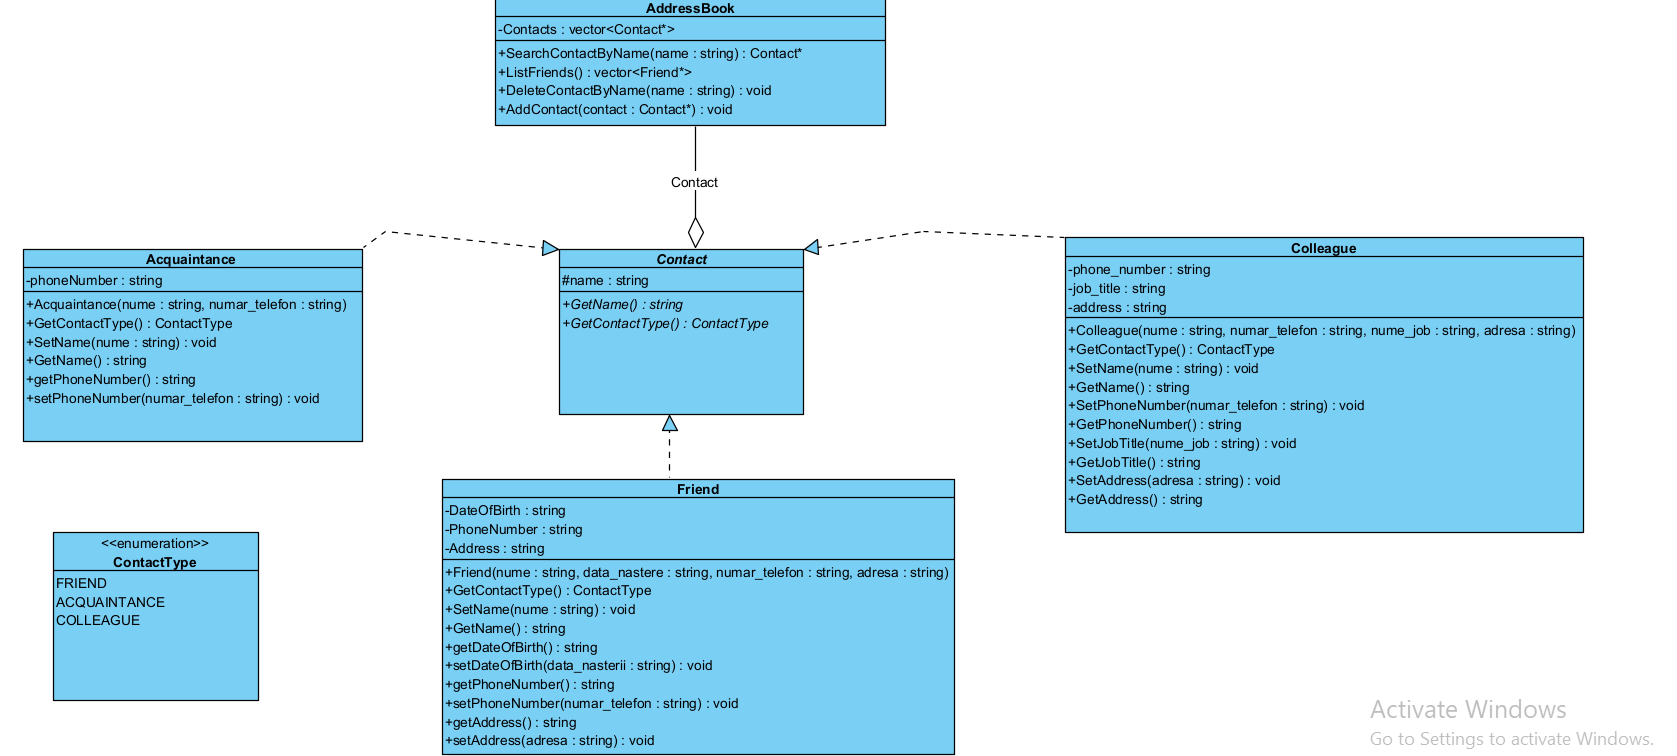 AddressBook
-Contacts : vector<Contact*>
+SearchContactByName(name : string) : Contact*
+ListFriends() : vector<Friend*>
+DeleteContactByName(name : string) : void
+AddContact(contact : Contact*) : void
Contact
Acquaintance
-phoneNumber : string
+Acquaintance(nume : string, numar_telefon : string)
+GetContactType() : ContactType
+SetName(nume : string) : void
+GetName() : string
+getPhoneNumber() : string
+setPhoneNumber(numar_telefon : string) : void
Contact
#name : string
+GetName() : string
+GetContactType() : ContactType
Colleague
-phone_number : string
-job_title : string
-address : string
+Colleague(nume : string, numar_telefon : string, nume_job : string, adresa : string)
+GetContactType() : ContactType
+SetName(nume : string) : void
+GetName() : string
+SetPhoneNumber(numar_telefon : string) : void
+GetPhoneNumber() : string
+SetJobTitle(nume_job : string) : void
+GetJobTitle() : string
+SetAddress(adresa : string) : void
+GetAddress() : string
Friend
-DateOfBirth : string
-PhoneNumber : string
-Address : string
+Friend(nume : string, data_nastere : string, numar_telefon : string, adresa : string)
+GetContactType() : ContactType
+SetName(nume : string) : void
+GetName() : string
+getDateOfBirth() : string
+setDateOfBirth(data_nasterii : string) : void
+getPhoneNumber() : string
+setPhoneNumber(numar_telefon : string) : void
+getAddress() : string
+setAddress(adresa : string) : void
<<enumeration>>
ContactType
FRIEND
ACQUAINTANCE
COLLEAGUE
Activate Windows
Go to Settings to activate Windows.